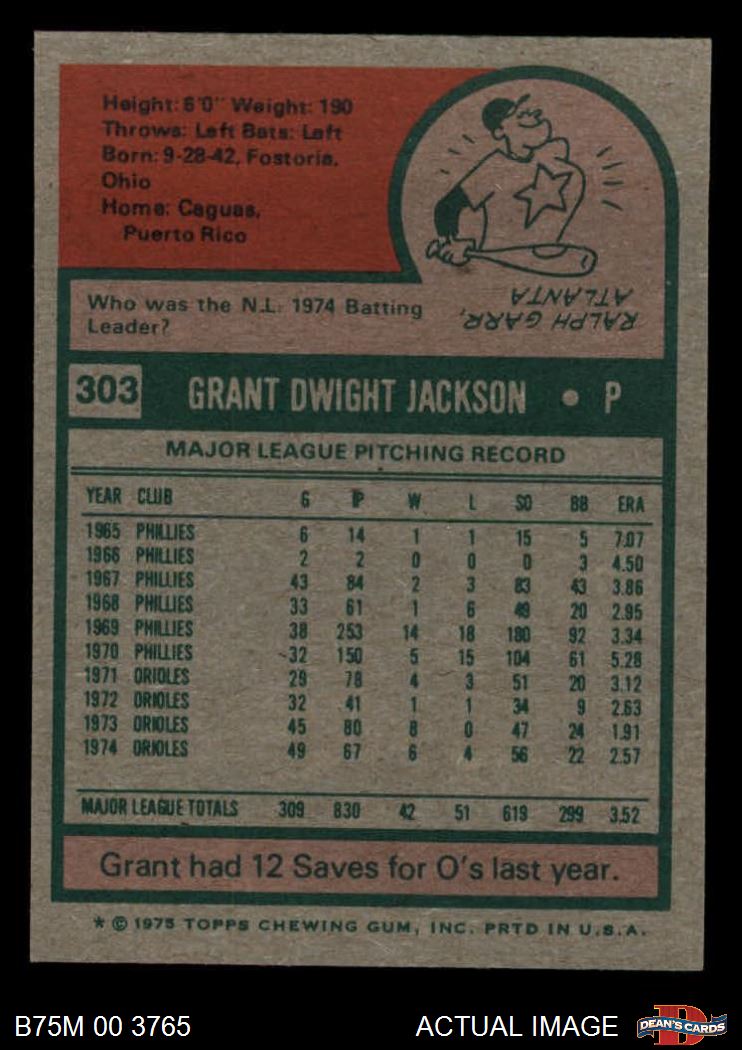 Height: 6'0" Weight: 190
Throws: Left Bats: Left
Born: 9-28-42, Fostoria,
Ohio
Home: Caguas,
Puerto Rico
Who was the N.L. 1974 Batting
Leader?
RALPH GARR,
ATLANTA
303 GRANT DWIGHT JACKSON • P
MAJOR LEAGUE PITCHING RECORD
YEAR CLUB G IP W L SO BB ERA
1965 PHILLIES 6 14 1 1 15 5 7.07
1966 PHILLIES 2 2 0 0 0 3 4.50
1967 PHILLIES 43 84 2 3 83 43 3.86
1968 PHILLIES 33 61 1 6 49 20 2.95
1969 PHILLIES 38 253 14 18 180 92 3.34
1970 PHILLIES 32 150 5 15 104 61 5.28
1971 ORIOLES 29 78 4 3 51 20 3.12
1972 ORIOLES 32 41 1 1 34 9 2.63
1973 ORIOLES 45 80 8 0 47 24 1.91
1974 ORIOLES 49 67 6 4 56 22 2.57
MAJOR LEAGUE TOTALS 309 830 42 51 619 299 3.52
Grant had 12 Saves for O's last year.
* © 1975 TOPPS CHEWING GUM, INC. PRTD IN U.S.A.
B75M 00 3765 ACTUAL IMAGE
DEAN'S CARDS